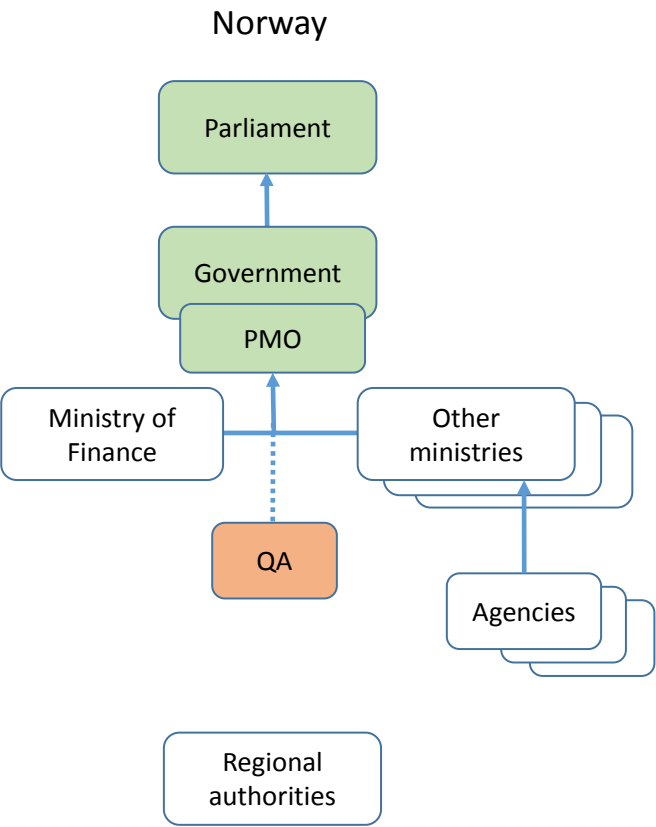 Norway
Parliament
Government
PMO
Ministry of
Finance
Other
ministries
QA
Agencies
Regional
authorities